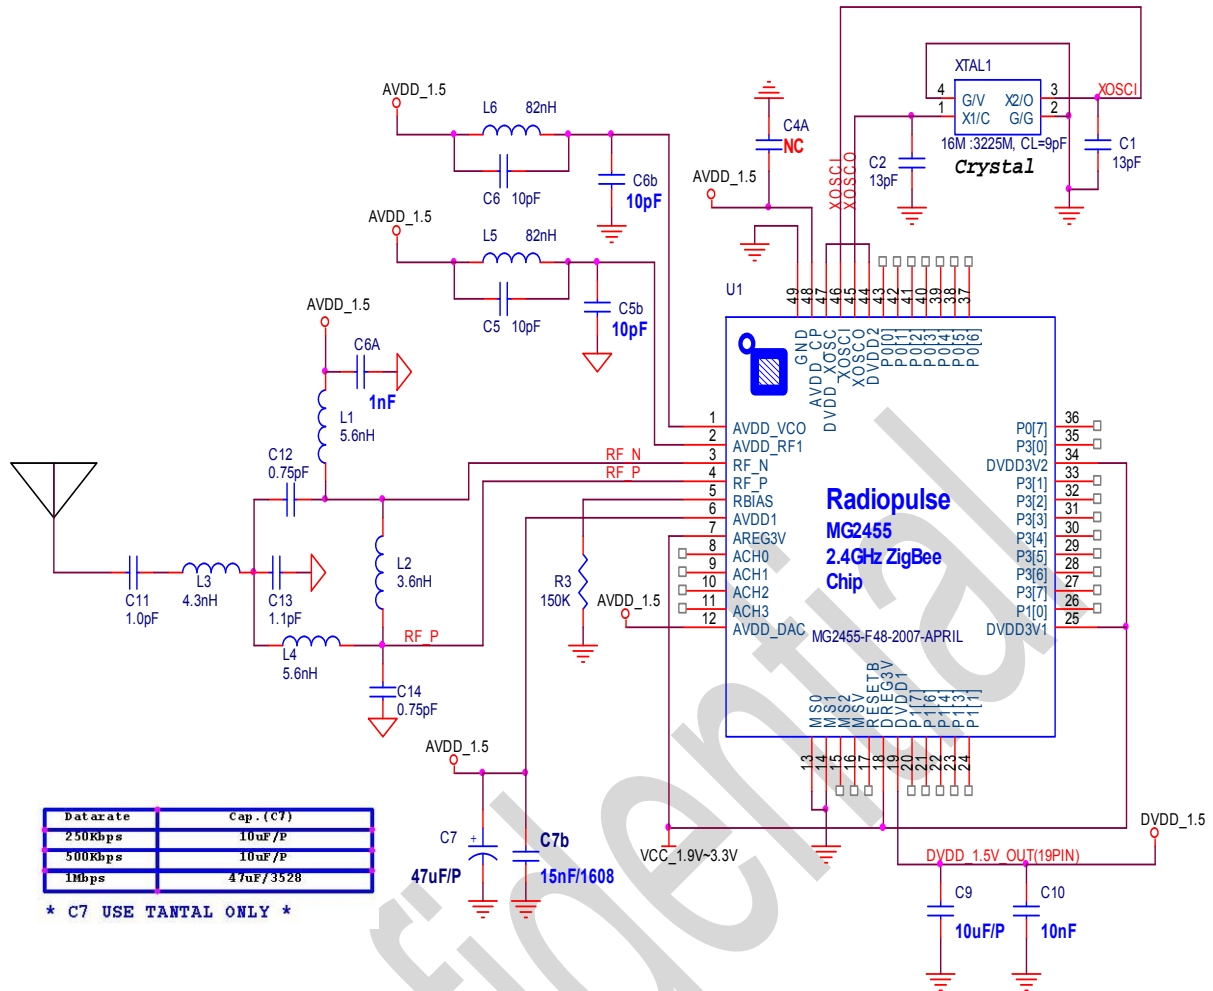 XTAL1
4 G/V X2/O 3 XOSCI
1 X1/C G/G 2
16M :3225M, CL=9pF
Crystal
C1
13pF
C2
13pF
C4A
NC
AVDD_1.5
XOSCI
XOSCO
AVDD_1.5
L6 82nH
C6 10pF
C6b
10pF
AVDD_1.5
L5 82nH
C5 10pF
C5b
10pF
AVDD_1.5
C6A
1nF
L1
5.6nH
C12
0.75pF
RF_N
RF_P
L2
3.6nH
C11
1.0pF
L3
4.3nH
C13
1.1pF
L4
5.6nH
RF_P
C14
0.75pF
R3
150K
AVDD_1.5
U1
49 48 47 46 45 44 43 42 41 40 39 38 37
GND
AVDD_CP
DVDD_XOSC
XOSCI
XOSCO
DVDD2
P0[0]
P0[1]
P0[2]
P0[3]
P0[4]
P0[5]
P0[6]
1 AVDD_VCO
2 AVDD_RF1
3 RF_N
4 RF_P
5 RBIAS
6 AVDD1
7 AREG3V
8 ACH0
9 ACH1
10 ACH2
11 ACH3
12 AVDD_DAC
P0[7] 36
P3[0] 35
DVDD3V2 34
P3[1] 33
P3[2] 32
P3[3] 31
P3[4] 30
P3[5] 29
P3[6] 28
P3[7] 27
P1[0] 26
DVDD3V1 25
Radiopulse
MG2455
2.4GHz ZigBee
Chip
MG2455-F48-2007-APRIL
MS0
MS1
MS2
MSV
RESETB
DREG3V
DVDD1
P1[7]
P1[6]
P1[4]
P1[3]
P1[1]
13 14 15 16 17 18 19 20 21 22 23 24
AVDD_1.5
C7 +
47uF/P
C7b
15nF/1608
VCC_1.9V~3.3V
DVDD_1.5V_OUT(19PIN)
DVDD_1.5
C9
10uF/P
C10
10nF
Datarate Cap.(C7)
250Kbps 10uF/P
500Kbps 10uF/P
1Mbps 47uF/3528
* C7 USE TANTAL ONLY *
fidential